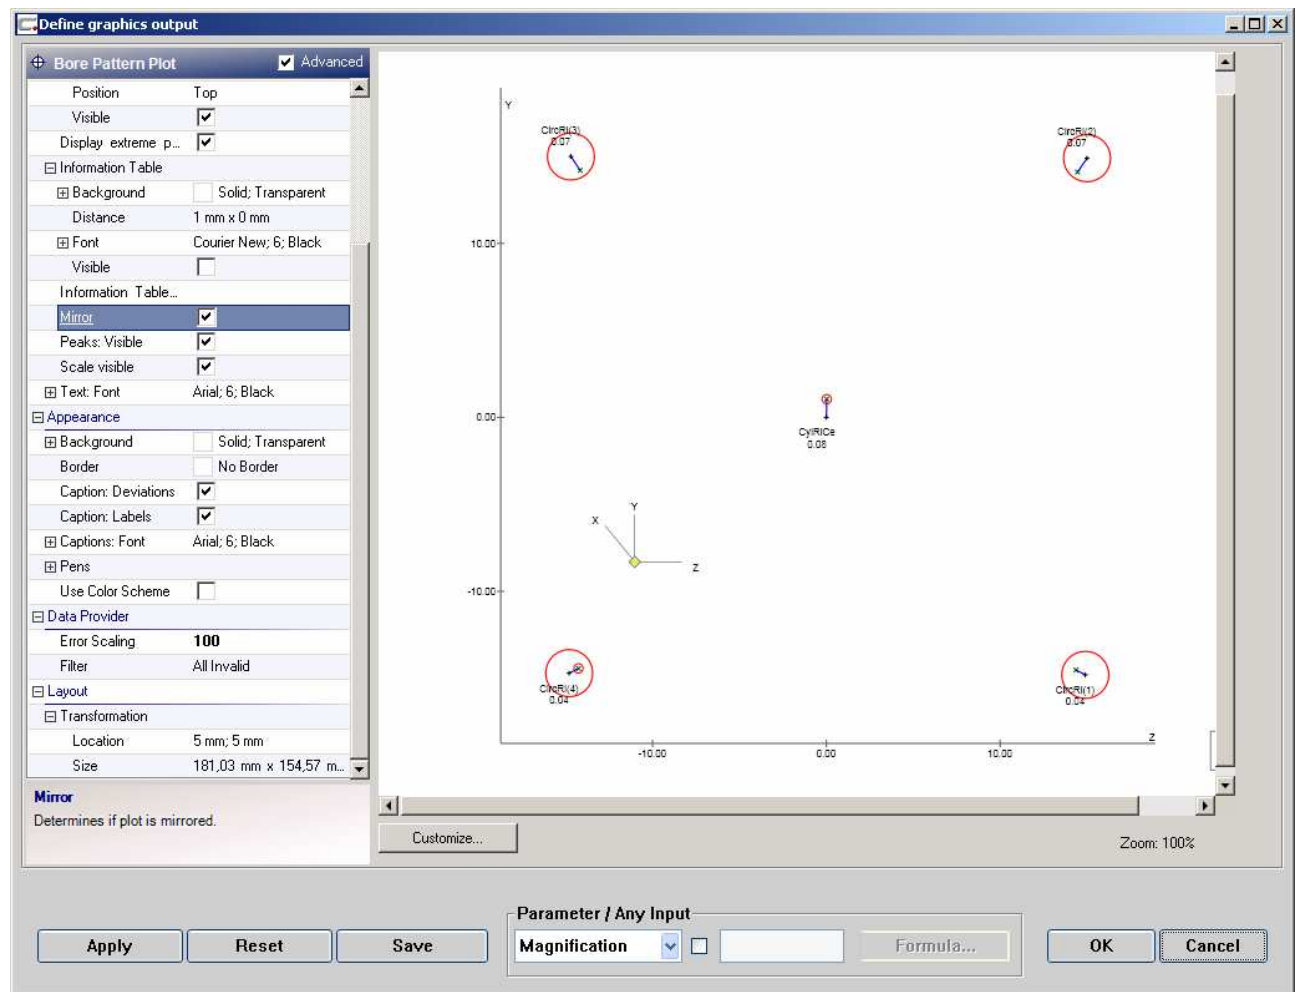 Define graphics output
Bore Pattern Plot Advanced
Position Top
Visible
Display extreme p...
Information Table
Background Solid; Transparent
Distance 1 mm x 0 mm
Font Courier New; 6; Black
Visible
Information Table...
Mirror
Peaks: Visible
Scale visible
Text: Font Arial; 6; Black
Appearance
Background Solid; Transparent
Border No Border
Caption: Deviations
Caption: Labels
Captions: Font Arial; 6; Black
Pens
Use Color Scheme
Data Provider
Error Scaling 100
Filter All Invalid
Layout
Transformation
Location 5 mm; 5 mm
Size 181,03 mm x 154,57 m...
Mirror
Determines if plot is mirrored.
Y
CircRI(3)
0.07
CircRI(2)
0.07
10.00
0.00
CylRICe
0.08
Y
X
Z
-10.00
CircRI(4)
0.04
CircRI(1)
0.04
Z
-10.00 0.00 10.00
Customize...
Zoom: 100%
Parameter / Any Input
Apply Reset Save Magnification Formula... OK Cancel